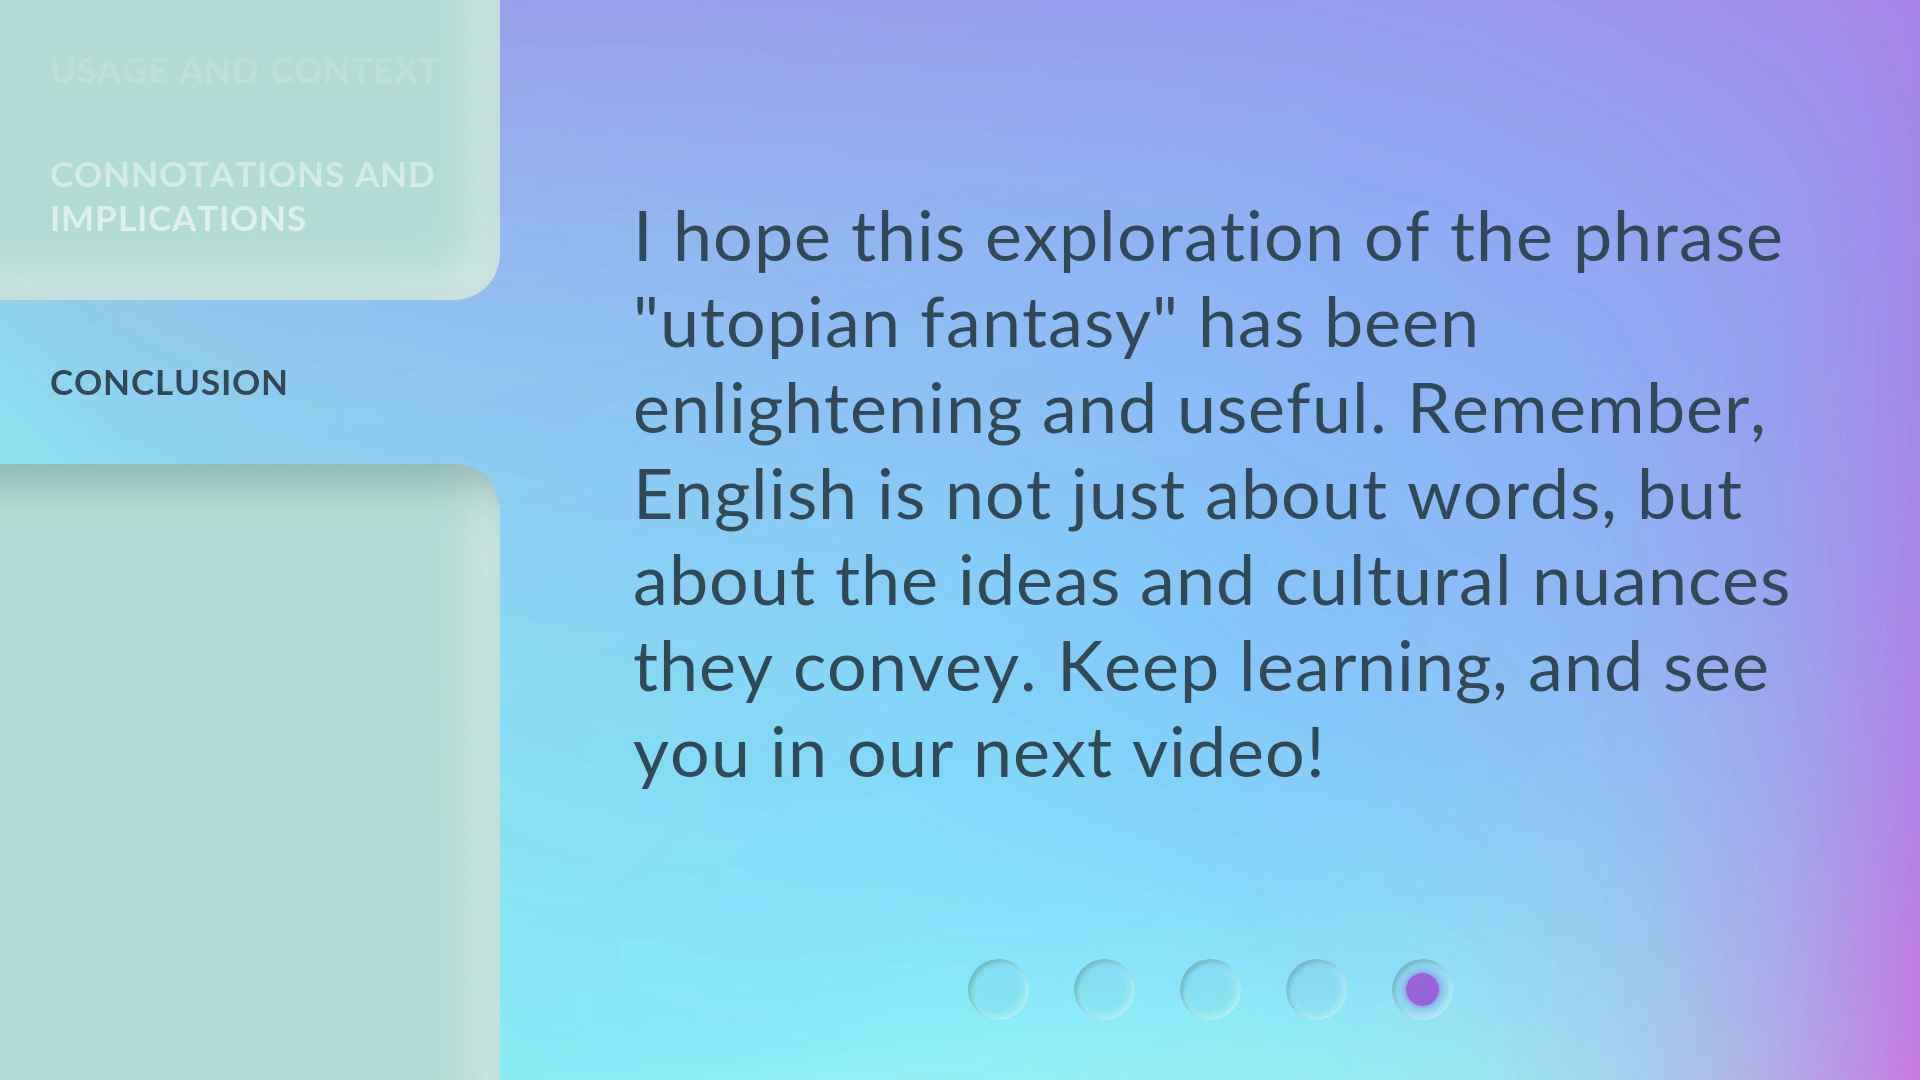 USAGE AND CONTEXT
CONNOTATIONS AND
IMPLICATIONS
CONCLUSION
I hope this exploration of the phrase
"utopian fantasy" has been
enlightening and useful. Remember,
English is not just about words, but
about the ideas and cultural nuances
they convey. Keep learning, and see
you in our next video!